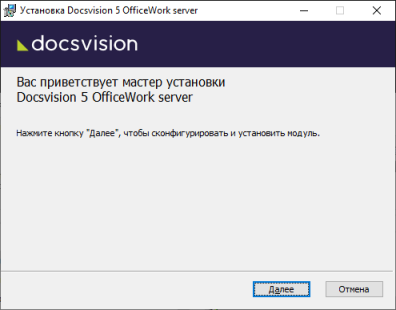 Установка Docsvision 5 OfficeWork server
docsvision
Вас приветствует мастер установки
Docsvision 5 OfficeWork server
Нажмите кнопку "Далее", чтобы сконфигурировать и установить модуль.
Далее
Отмена